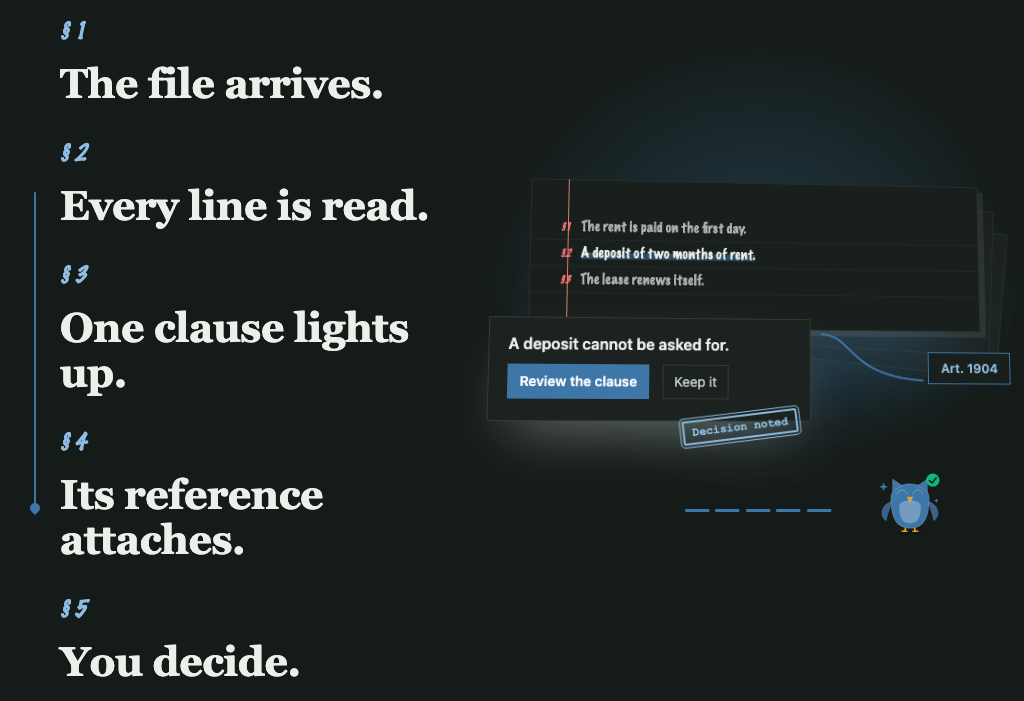 § 1
The file arrives.
§ 2
Every line is read.
§ 3
One clause lights
up.
§ 4
Its reference
attaches.
§ 5
You decide.
§1 The rent is paid on the first day.
§2 A deposit of two months of rent.
§3 The lease renews itself.
A deposit cannot be asked for.
Review the clause Keep it
Art. 1904
Decision noted